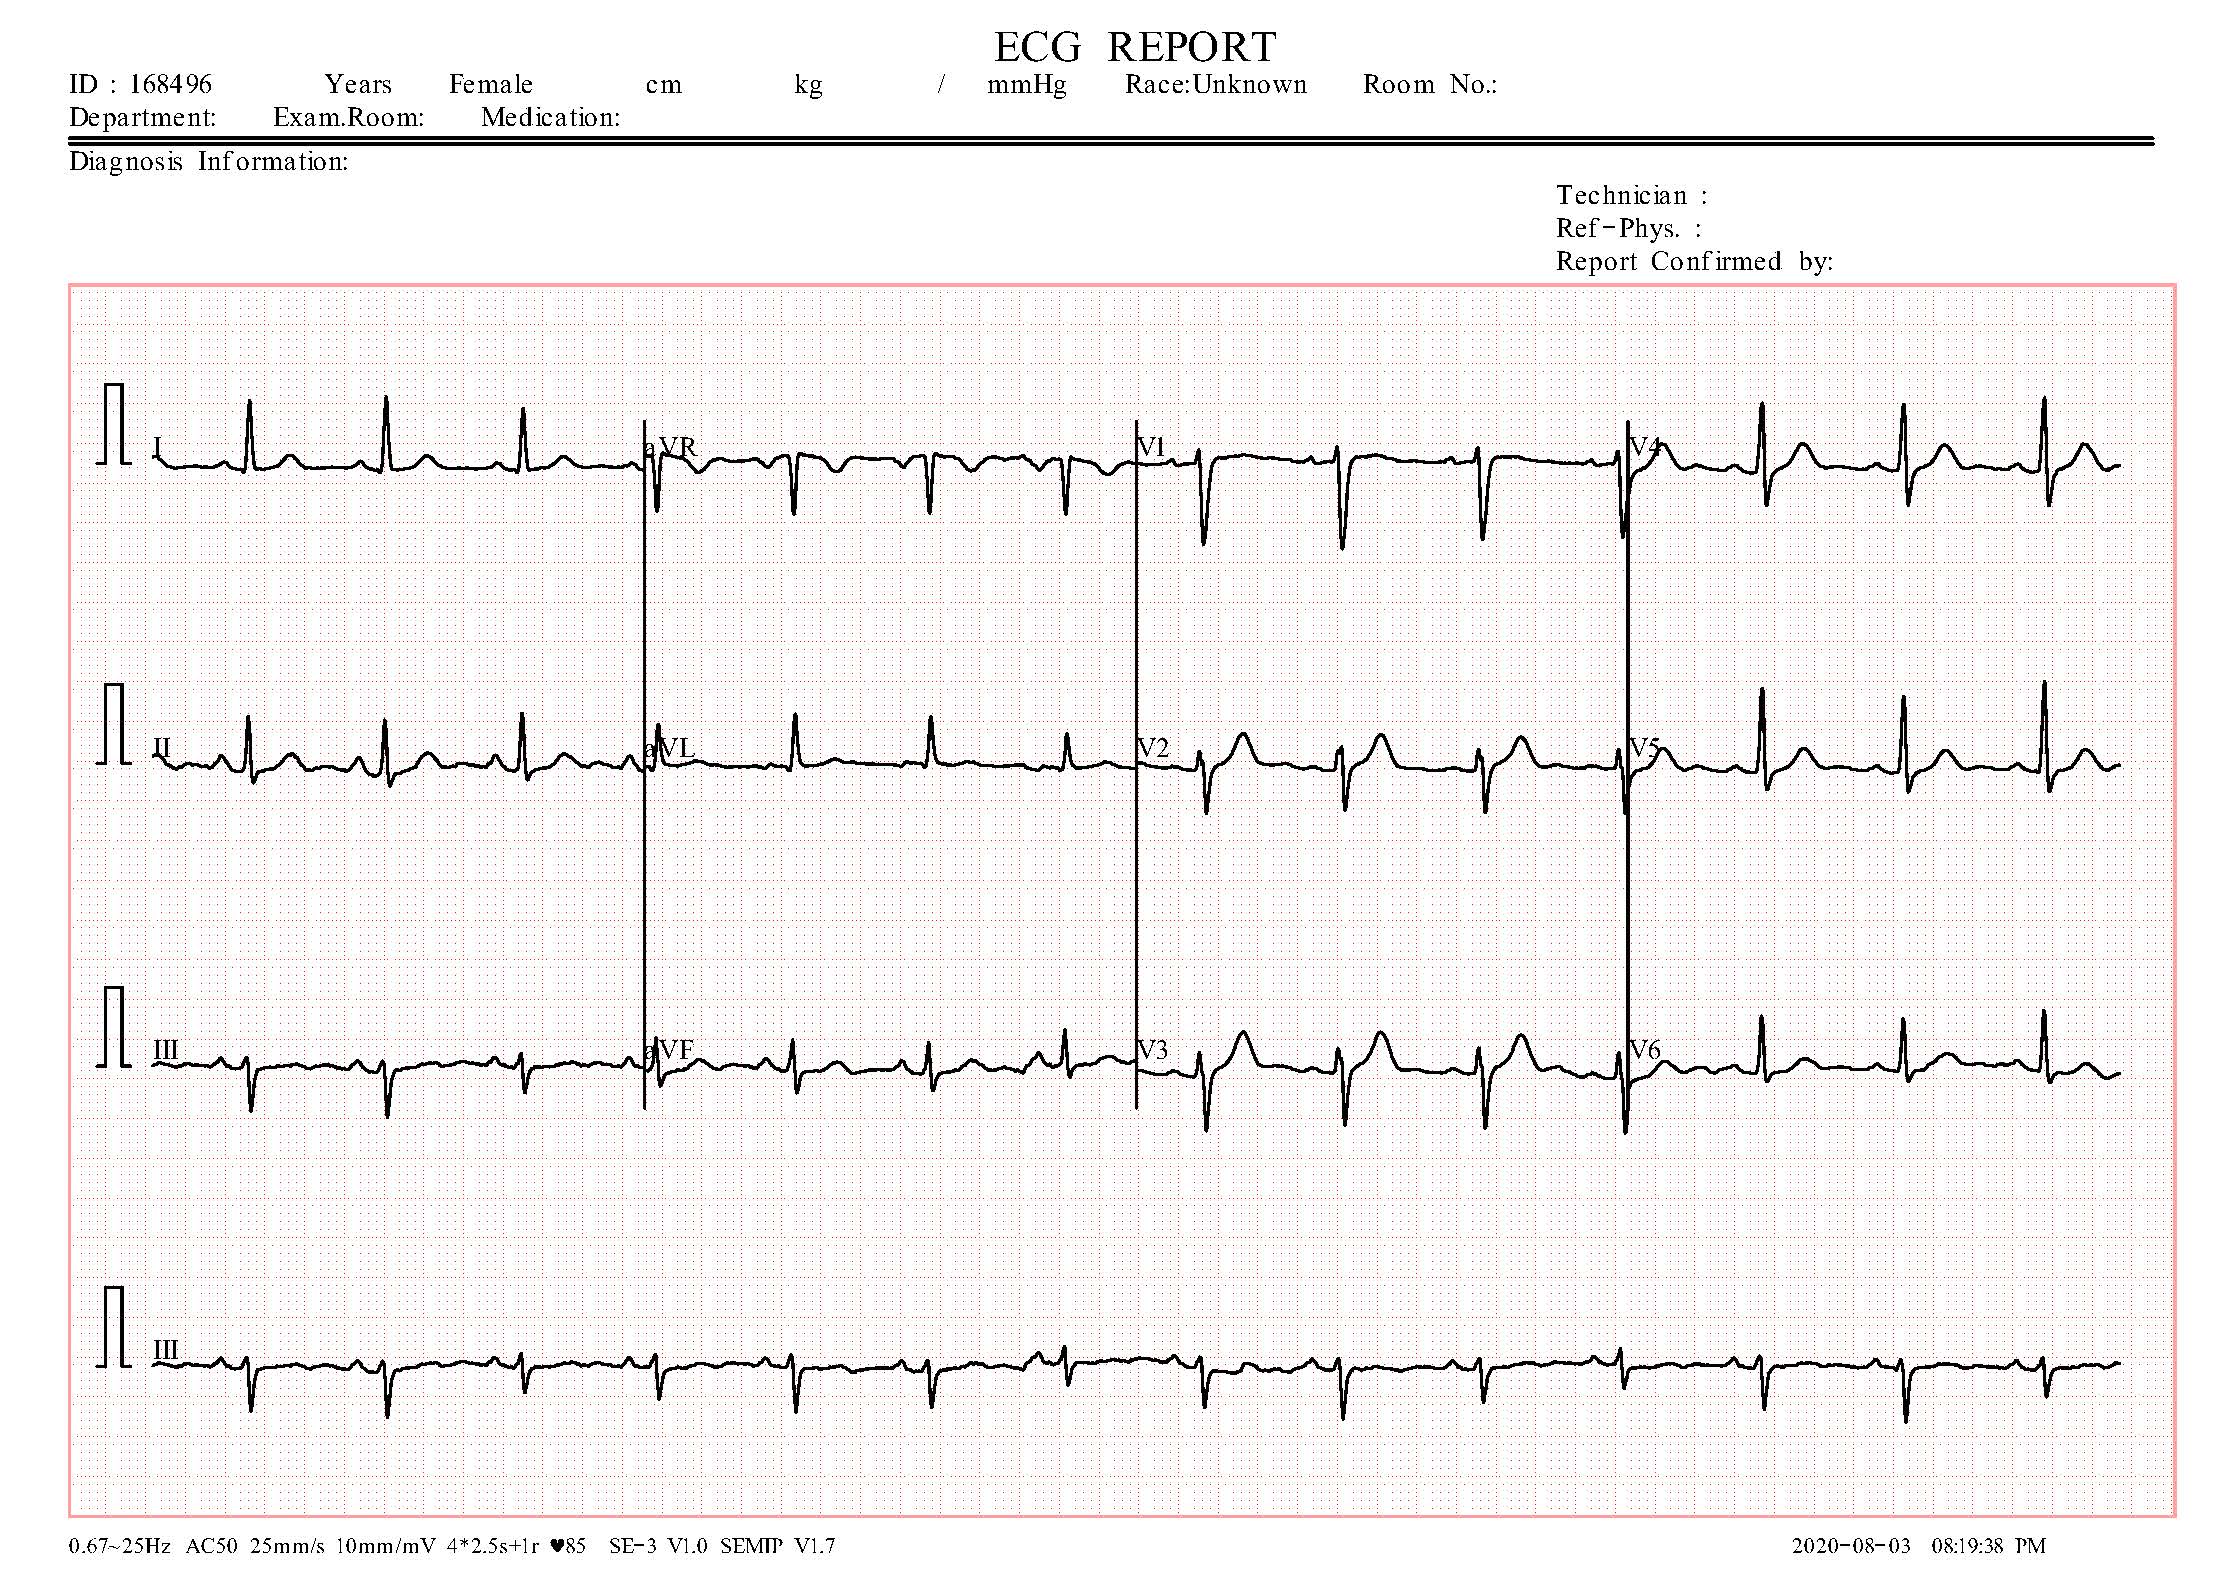 ECG REPORT
ID : 168496 Years Female cm kg / mmHg Race:Unknown Room No.:
Department: Exam.Room: Medication:
Diagnosis Information:
Technician :
Ref-Phys. :
Report Confirmed by:
I aVR V1 V4
II aVL V2 V5
III aVF V3 V6
III
0.67~25Hz AC50 25mm/s 10mm/mV 4*2.5s+1r ♥85 SE-3 V1.0 SEMIP V1.7 2020-08-03 08:19:38 PM